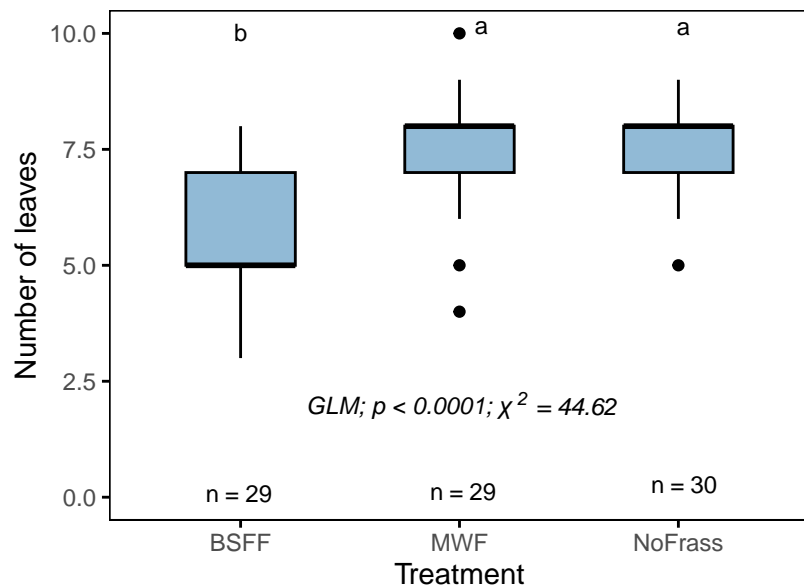 Number of leaves
10.0
7.5
5.0
2.5
0.0
b
a
a
GLM; p < 0.0001; χ² = 44.62
n = 29
n = 29
n = 30
BSFF
MWF
NoFrass
Treatment